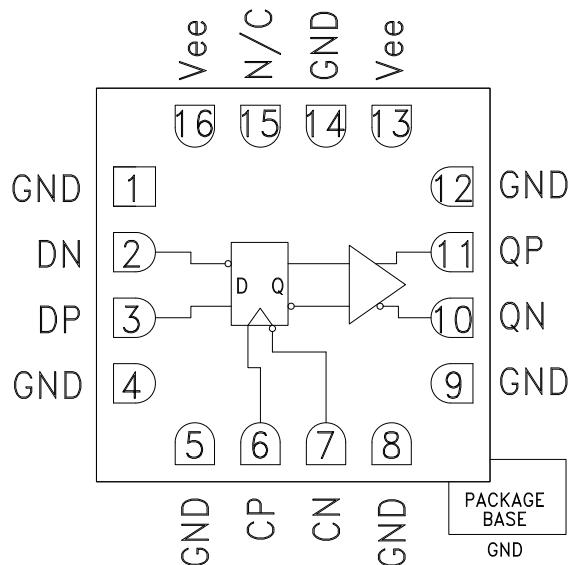 Vee
N/C
GND
Vee
16
15
14
13
GND
1
12
GND
DN
2
11
QP
D
Q
DP
3
10
QN
GND
4
9
GND
5
6
7
8
GND
CP
CN
GND
PACKAGE
BASE
GND